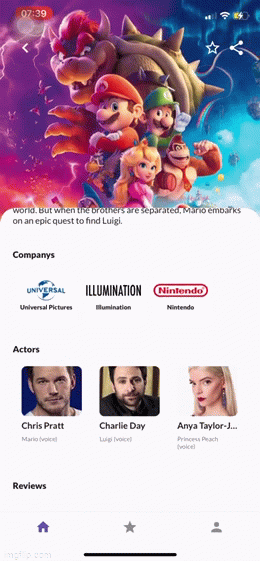 07:39
world. But when the brothers are separated, Mario embarks
on an epic quest to find Luigi.
Companys
UNIVERSAL
ILLUMINATION
Nintendo
Universal Pictures
Illumination
Nintendo
Actors
Chris Pratt
Charlie Day
Anya Taylor-J...
Mario (voice)
Luigi (voice)
Princess Peach
(voice)
Reviews
imgflip.com